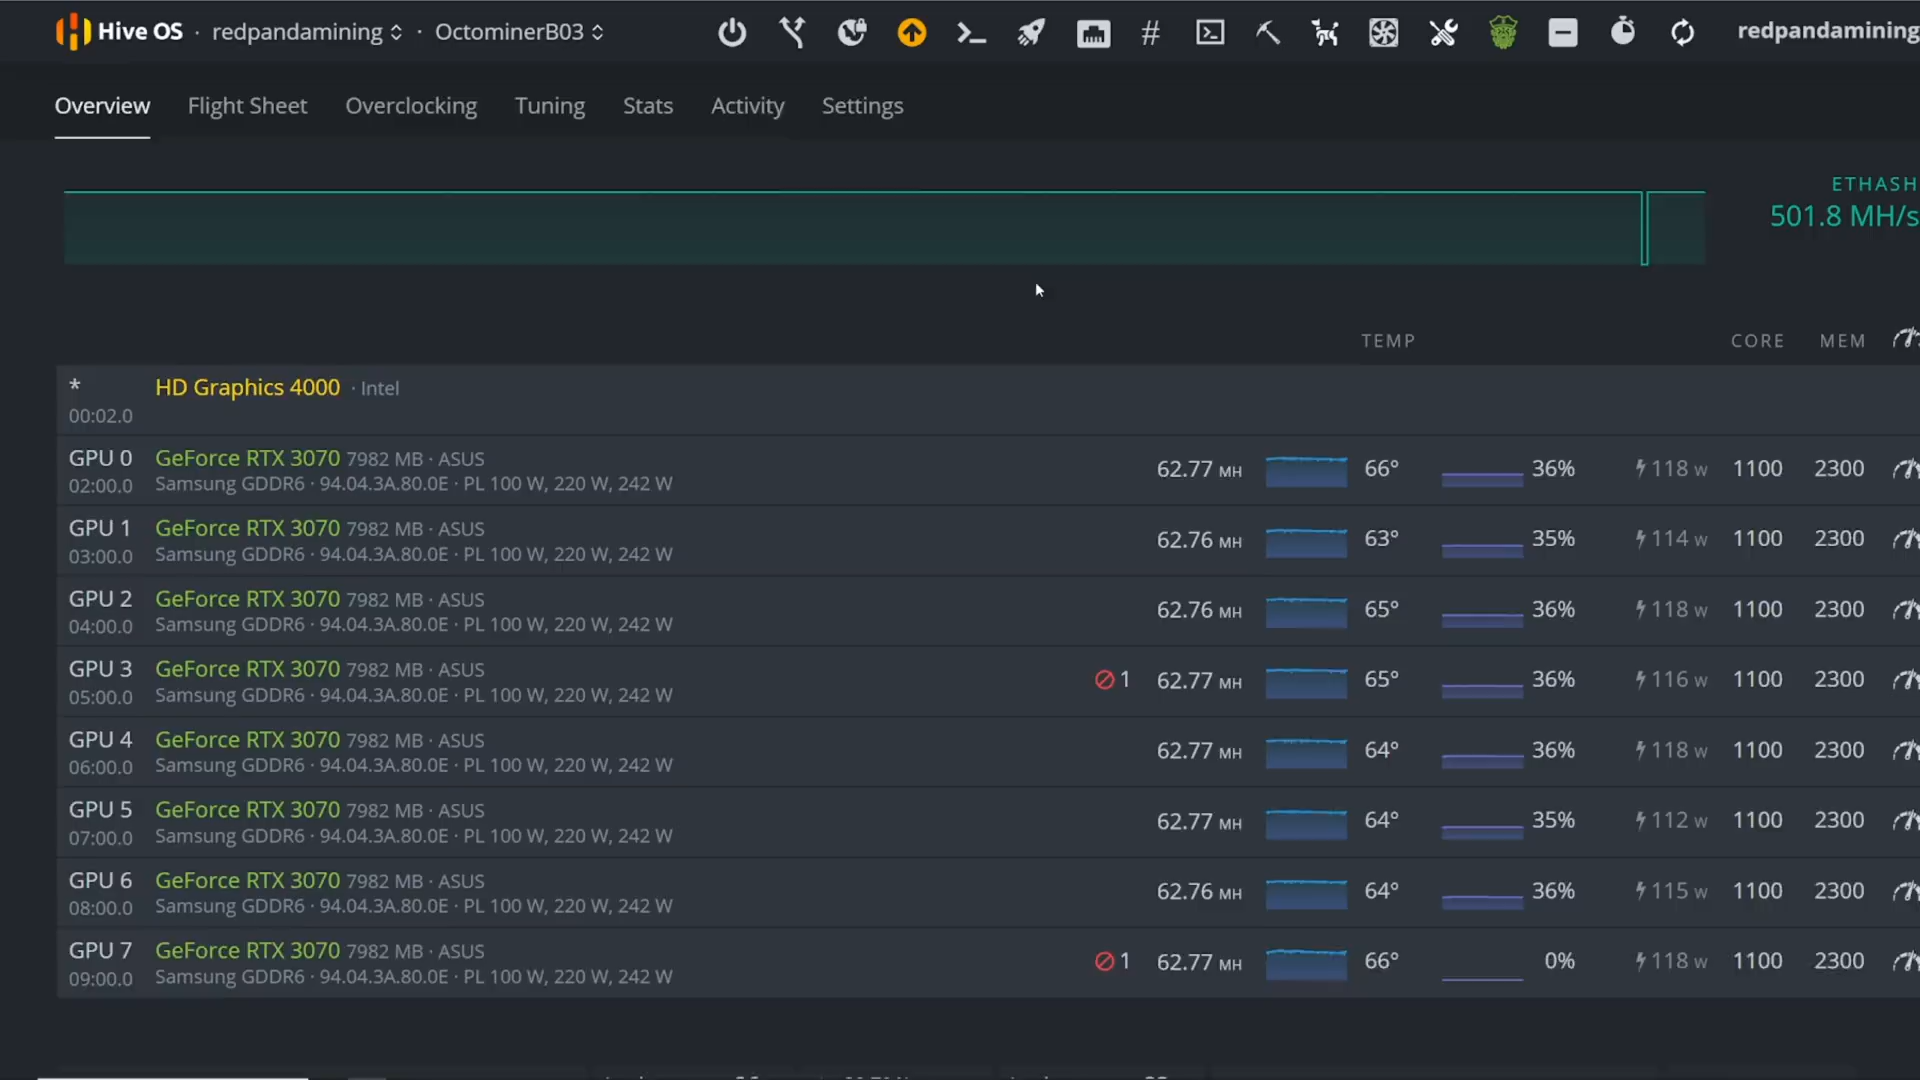 Hive OS · redpandamining · OctominerB03 # redpandamining
Overview Flight Sheet Overclocking Tuning Stats Activity Settings
ETHASH
501.8 MH/s
TEMP CORE MEM
* HD Graphics 4000 · Intel
00:02.0
GPU 0 GeForce RTX 3070 7982 MB · ASUS 62.77 MH 66° 36% 118 W 1100 2300
02:00.0 Samsung GDDR6 · 94.04.3A.80.0E · PL 100 W, 220 W, 242 W
GPU 1 GeForce RTX 3070 7982 MB · ASUS 62.76 MH 63° 35% 114 W 1100 2300
03:00.0 Samsung GDDR6 · 94.04.3A.80.0E · PL 100 W, 220 W, 242 W
GPU 2 GeForce RTX 3070 7982 MB · ASUS 62.76 MH 65° 36% 118 W 1100 2300
04:00.0 Samsung GDDR6 · 94.04.3A.80.0E · PL 100 W, 220 W, 242 W
GPU 3 GeForce RTX 3070 7982 MB · ASUS 1 62.77 MH 65° 36% 116 W 1100 2300
05:00.0 Samsung GDDR6 · 94.04.3A.80.0E · PL 100 W, 220 W, 242 W
GPU 4 GeForce RTX 3070 7982 MB · ASUS 62.77 MH 64° 36% 118 W 1100 2300
06:00.0 Samsung GDDR6 · 94.04.3A.80.0E · PL 100 W, 220 W, 242 W
GPU 5 GeForce RTX 3070 7982 MB · ASUS 62.77 MH 64° 35% 112 W 1100 2300
07:00.0 Samsung GDDR6 · 94.04.3A.80.0E · PL 100 W, 220 W, 242 W
GPU 6 GeForce RTX 3070 7982 MB · ASUS 62.76 MH 64° 36% 115 W 1100 2300
08:00.0 Samsung GDDR6 · 94.04.3A.80.0E · PL 100 W, 220 W, 242 W
GPU 7 GeForce RTX 3070 7982 MB · ASUS 1 62.77 MH 66° 0% 118 W 1100 2300
09:00.0 Samsung GDDR6 · 94.04.3A.80.0E · PL 100 W, 220 W, 242 W